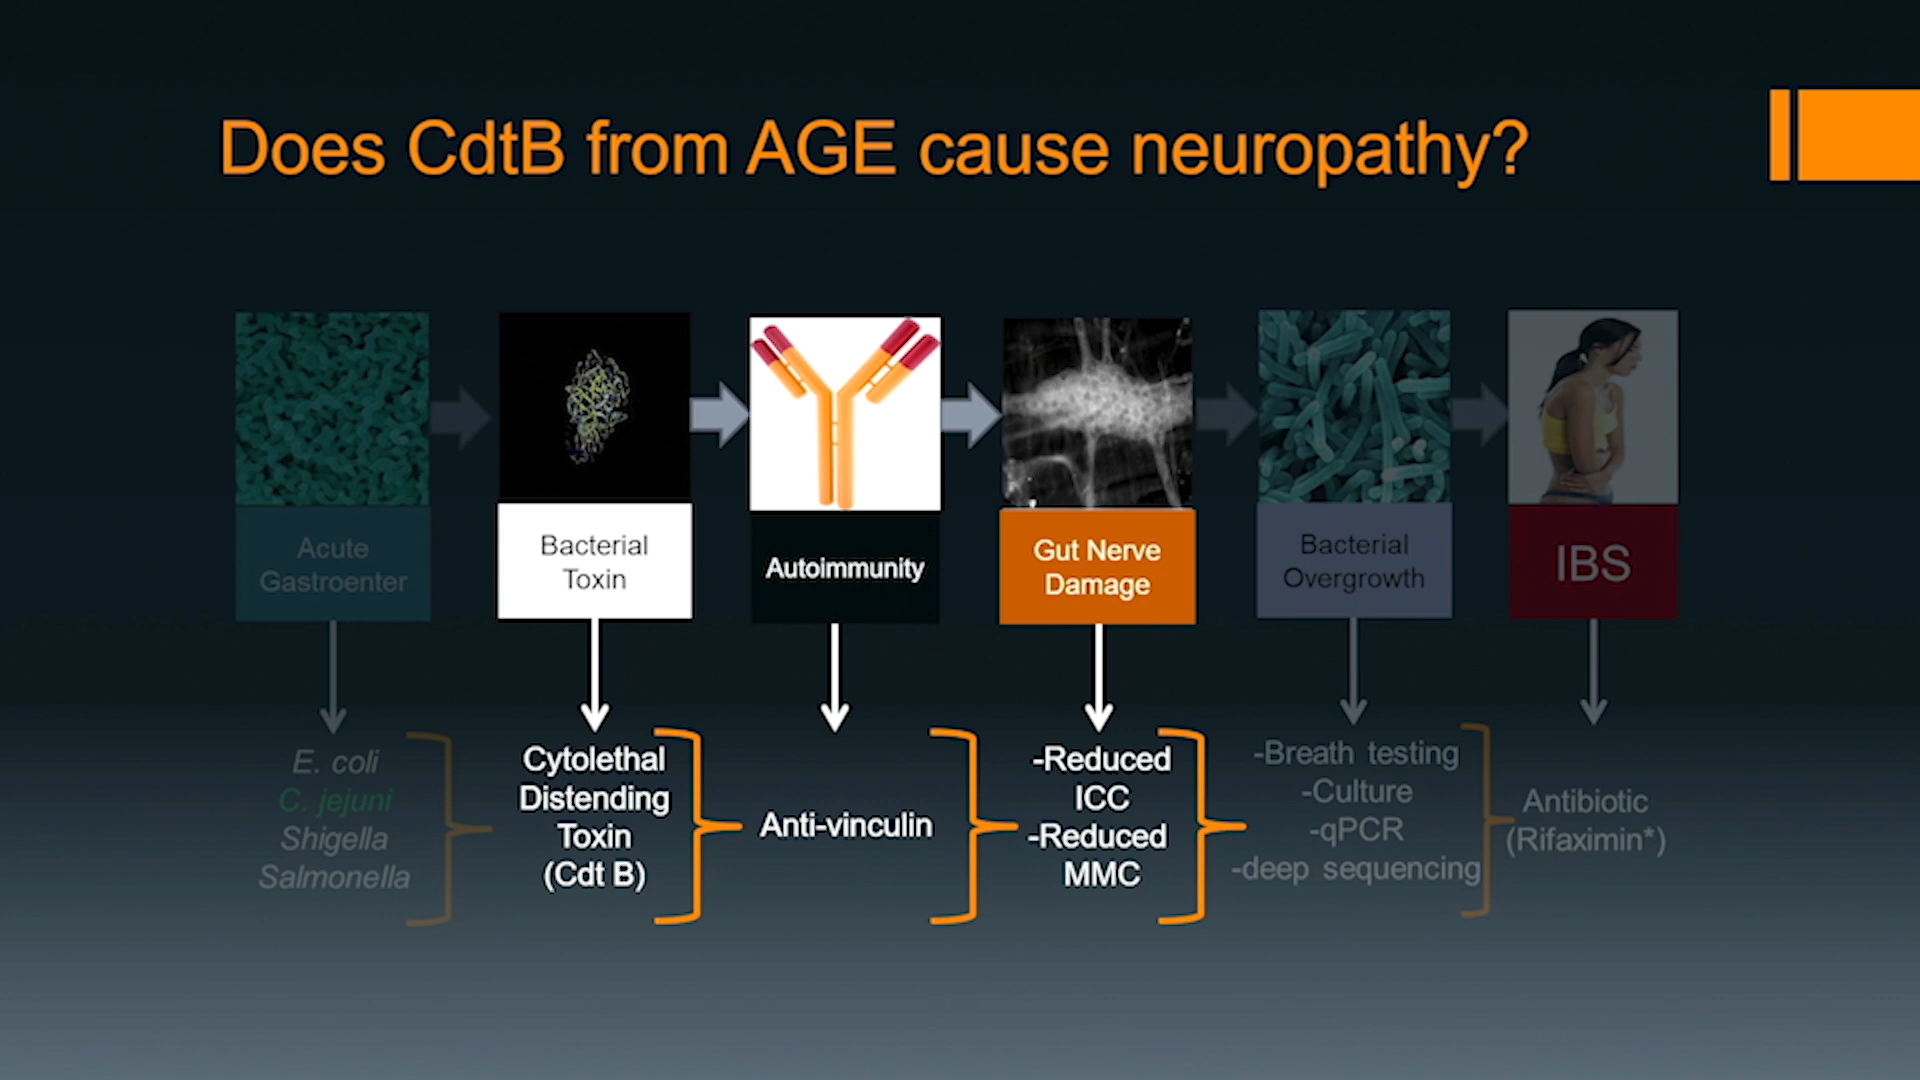 Does CdtB from AGE cause neuropathy?
Acute
Gastroenter
Bacterial
Toxin
Autoimmunity
Gut Nerve
Damage
Bacterial
Overgrowth
IBS
E. coli
C. jejuni
Shigella
Salmonella
Cytolethal
Distending
Toxin
(Cdt B)
Anti-vinculin
-Reduced
ICC
-Reduced
MMC
-Breath testing
-Culture
-qPCR
-deep sequencing
Antibiotic
(Rifaximin*)